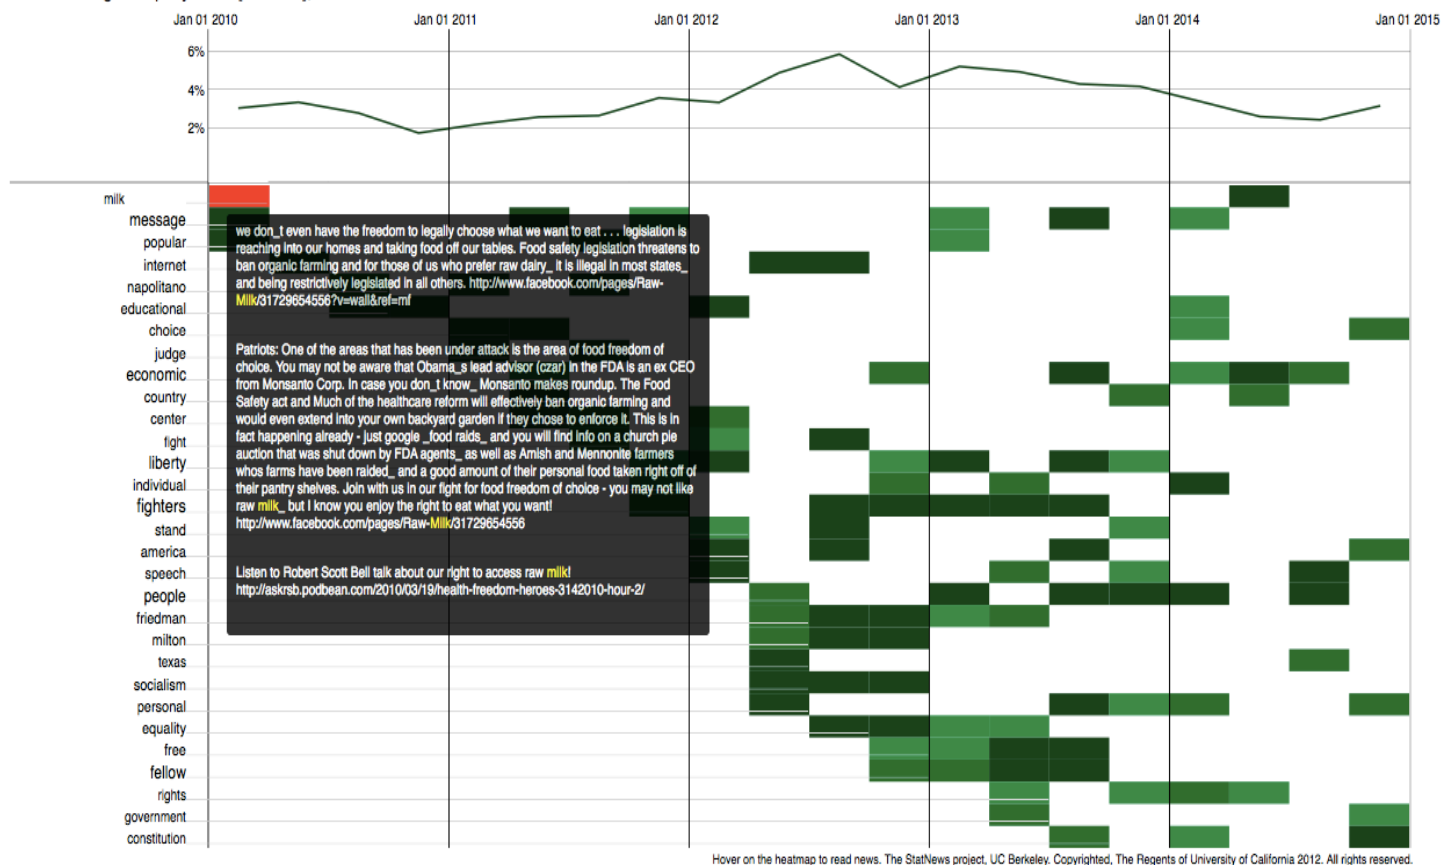 Jan 01 2010 Jan 01 2011 Jan 01 2012 Jan 01 2013 Jan 01 2014 Jan 01 2015
6%
4%
2%
milk
message
popular
internet
napolitano
educational
choice
judge
economic
country
center
fight
liberty
individual
fighters
stand
america
speech
people
friedman
milton
texas
socialism
personal
equality
free
fellow
rights
government
constitution
we don_t even have the freedom to legally choose what we want to eat . . . legislation is
reaching into our homes and taking food off our tables. Food safety legislation threatens to
ban organic farming and for those of us who prefer raw dairy_ it is illegal in most states_
and being restrictively legislated in all others. http://www.facebook.com/pages/Raw-
Milk/31729654556?v=wall&ref=mf
Patriots: One of the areas that has been under attack is the area of food freedom of
choice. You may not be aware that Obama_s lead advisor (czar) in the FDA is an ex CEO
from Monsanto Corp. In case you don_t know_ Monsanto makes roundup. The Food
Safety act and Much of the healthcare reform will effectively ban organic farming and
would even extend into your own backyard garden if they chose to enforce it. This is in
fact happening already - just google _food raids_ and you will find info on a church pie
auction that was shut down by FDA agents_ as well as Amish and Mennonite farmers
whos farms have been raided_ and a good amount of their personal food taken right off of
their pantry shelves. Join with us in our fight for food freedom of choice - you may not like
raw milk_ but I know you enjoy the right to eat what you want!
http://www.facebook.com/pages/Raw-Milk/31729654556
Listen to Robert Scott Bell talk about our right to access raw milk!
http://askrsb.podbean.com/2010/03/19/health-freedom-heroes-3142010-hour-2/
Hover on the heatmap to read news. The StatNews project, UC Berkeley. Copyrighted, The Regents of University of California 2012. All rights reserved.